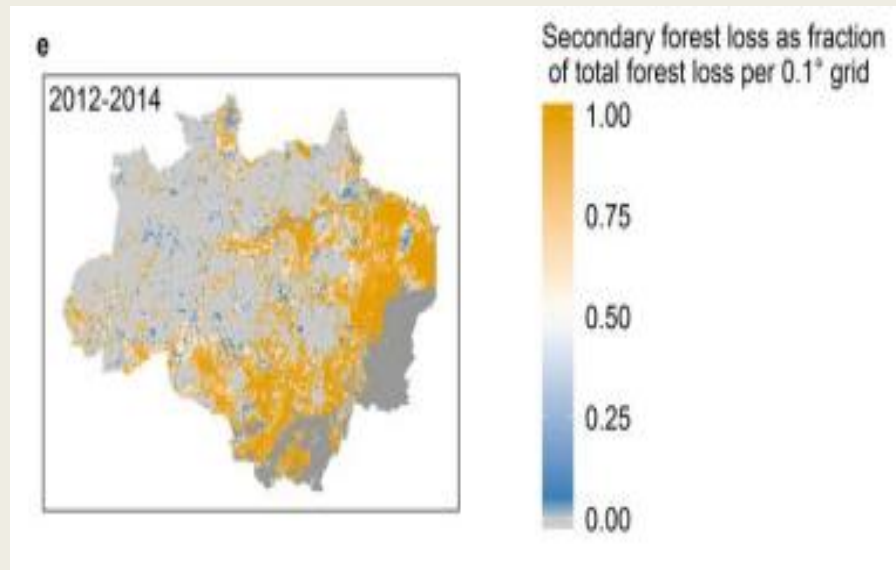 e
2012-2014
Secondary forest loss as fraction
of total forest loss per 0.1° grid
1.00
0.75
0.50
0.25
0.00